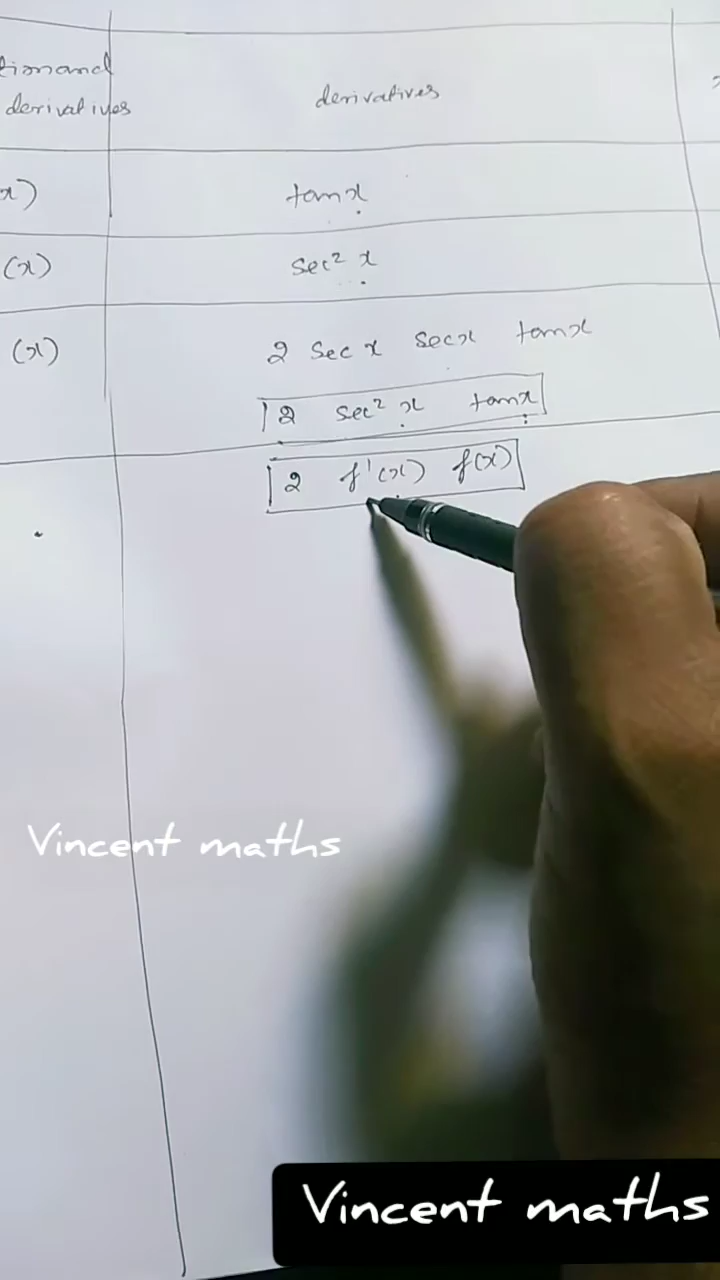 derivatives
derivatives
x) tan x
(x) sec² x
(x) 2 sec x sec x tan x
2 sec² x tan x
2 f'(x) f(x)
Vincent maths
Vincent maths